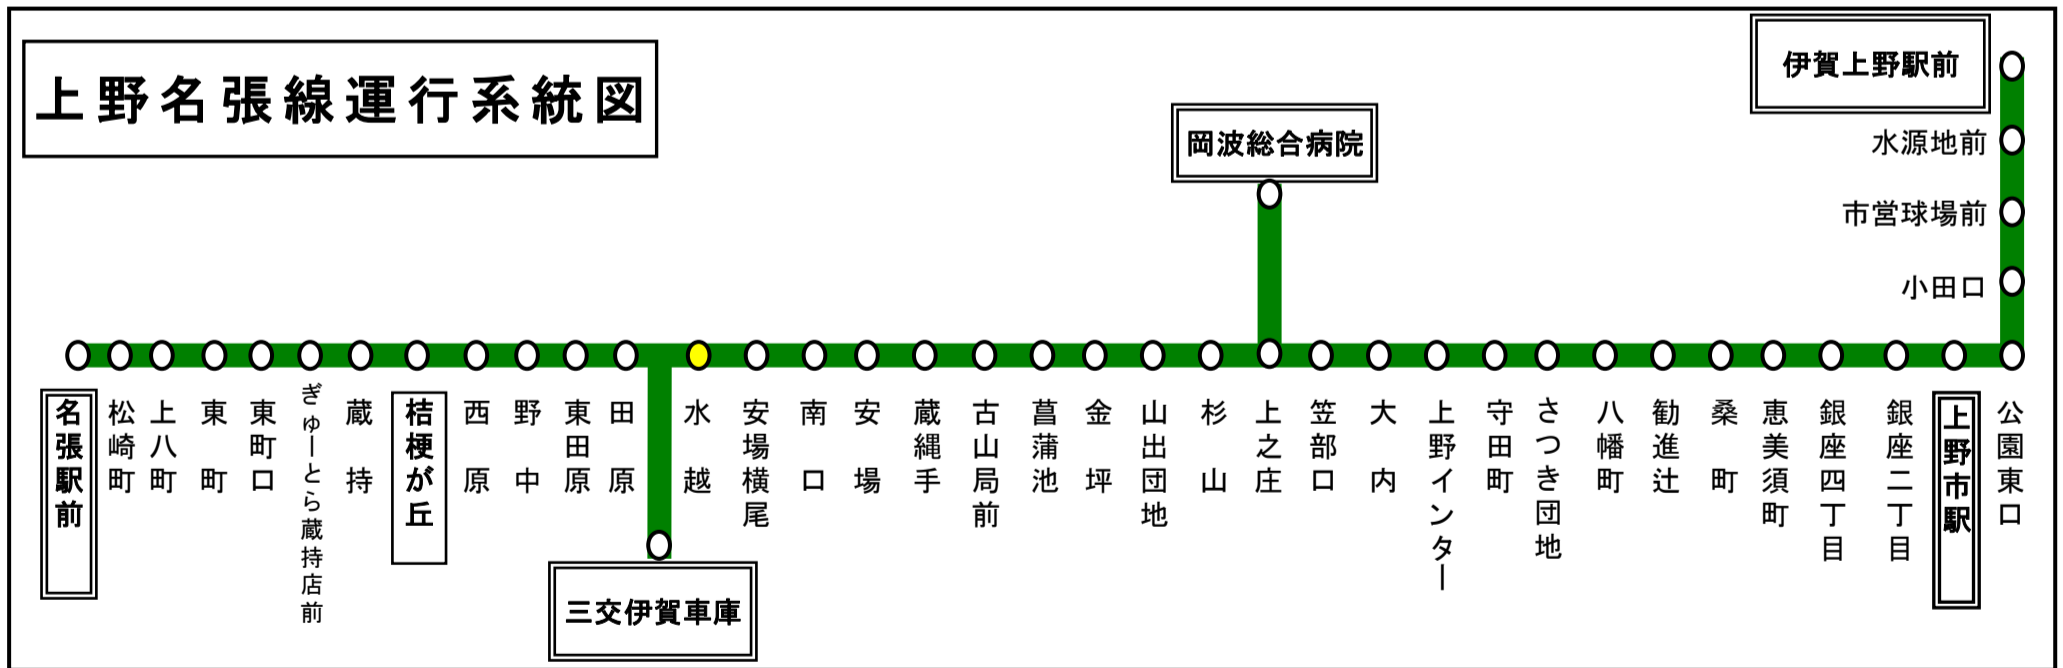 上野名張線運行系統図
伊賀上野駅前
岡波総合病院
水源地前
市営球場前
小田口
名張駅前
松崎町
上八町
東町
東町口
ぎゅーとら蔵持店前
蔵持
桔梗が丘
西原
野中
東田原
田原
水越
安場横尾
南口
安場
蔵縄手
古山局前
菖蒲池
金坪
山出団地
杉山
上之庄
笠部口
大内
上野インター
守田町
さつき団地
八幡町
勧進辻
桑町
恵美須町
銀座四丁目
銀座二丁目
上野市駅
公園東口
三交伊賀車庫